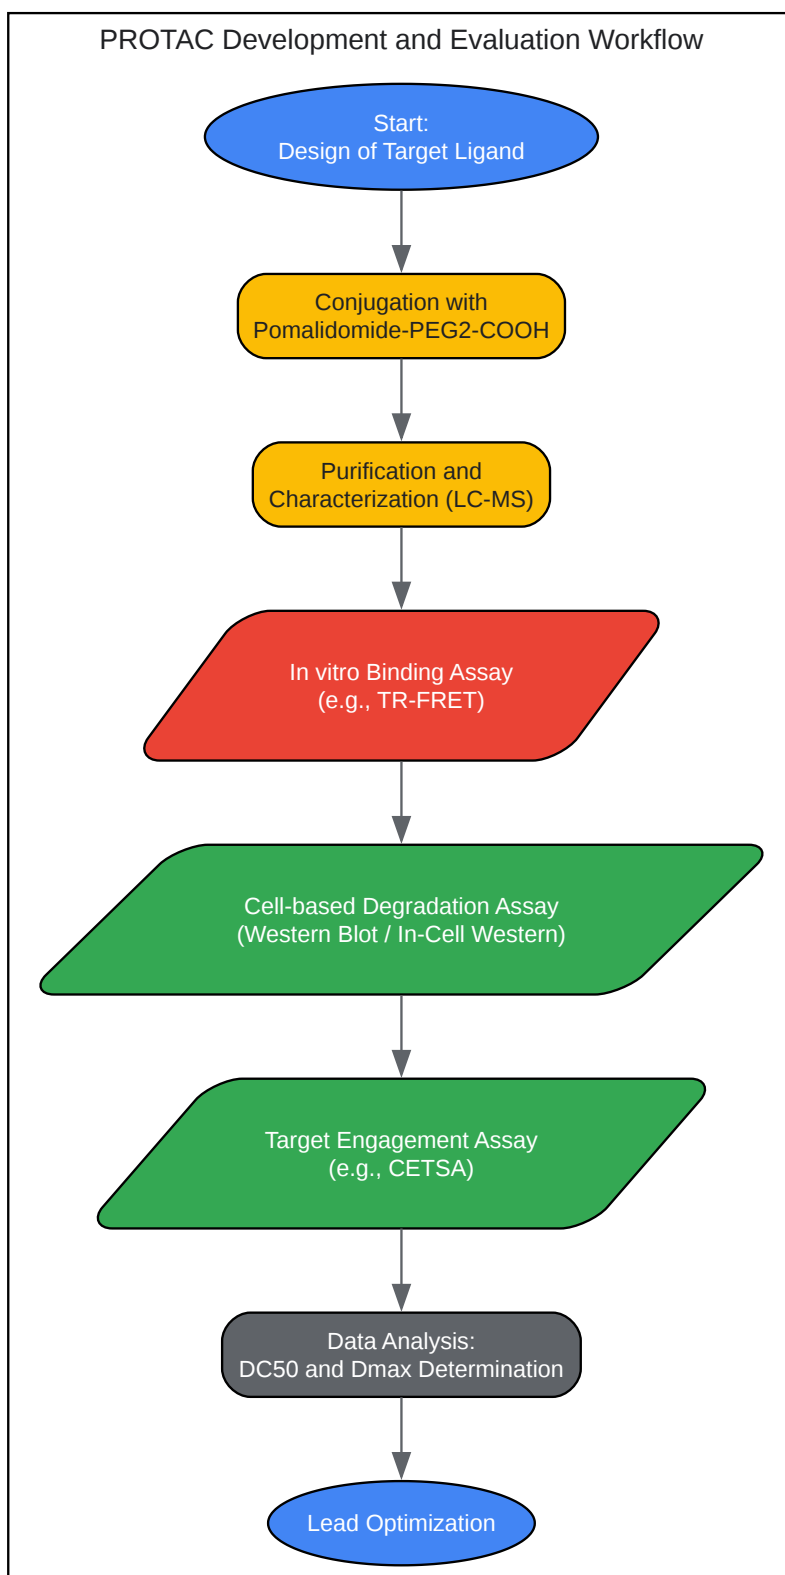 PROTAC Development and Evaluation Workflow
Start:
Design of Target Ligand
Conjugation with
Pomalidomide-PEG2-COOH
Purification and
Characterization (LC-MS)
In vitro Binding Assay
(e.g., TR-FRET)
Cell-based Degradation Assay
(Western Blot / In-Cell Western)
Target Engagement Assay
(e.g., CETSA)
Data Analysis:
DC50 and Dmax Determination
Lead Optimization